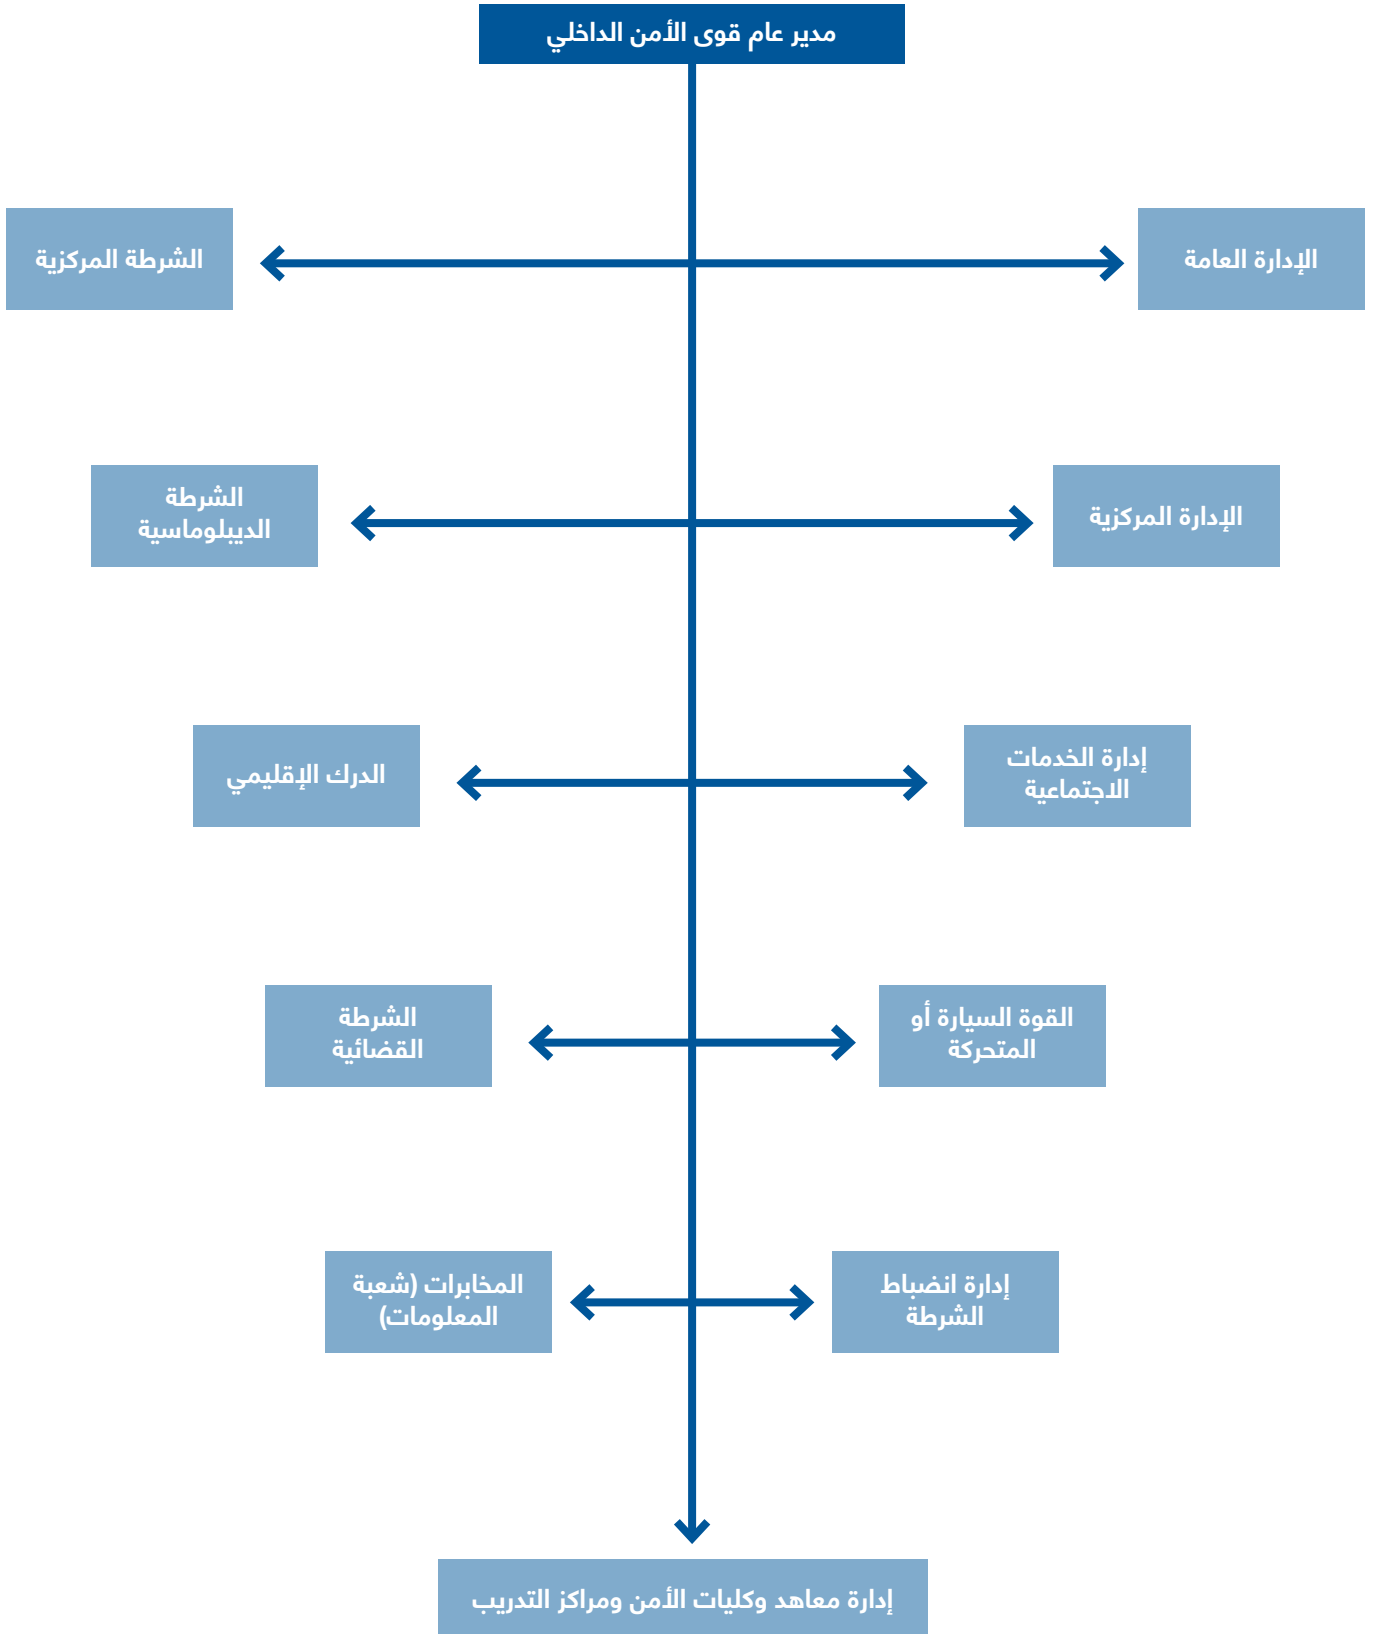 مدير عام قوى الأمن الداخلي
الإدارة العامة
الشرطة المركزية
الإدارة المركزية
الشرطة
الديبلوماسية
إدارة الخدمات
الاجتماعية
الدرك الإقليمي
القوة السيارة أو
المتحركة
الشرطة
القضائية
إدارة انضباط
الشرطة
المخابرات (شعبة
المعلومات)
إدارة معاهد وكليات الأمن ومراكز التدريب